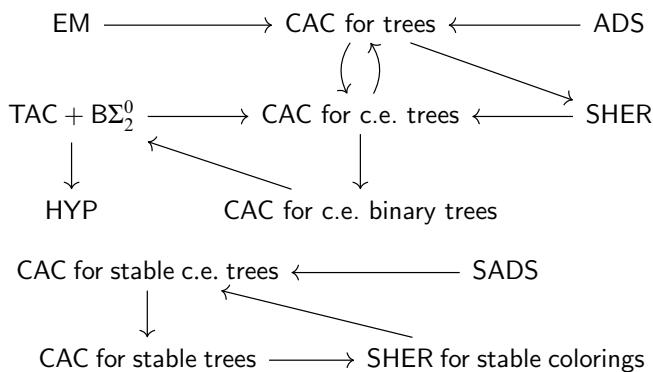 EM CAC for trees ADS
TAC + BΣ⁰₂ CAC for c.e. trees SHER
HYP CAC for c.e. binary trees
CAC for stable c.e. trees SADS
CAC for stable trees SHER for stable colorings